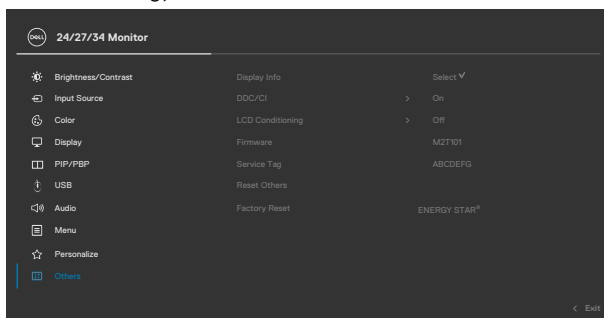 DELL 24/27/34 Monitor
Brightness/Contrast Display Info Select
Input Source DDC/CI > On
Color LCD Conditioning > Off
Display Firmware M2T101
PIP/PBP Service Tag ABCDEFG
USB Reset Others
Audio Factory Reset ENERGY STAR®
Menu
Personalize
Others
< Exit